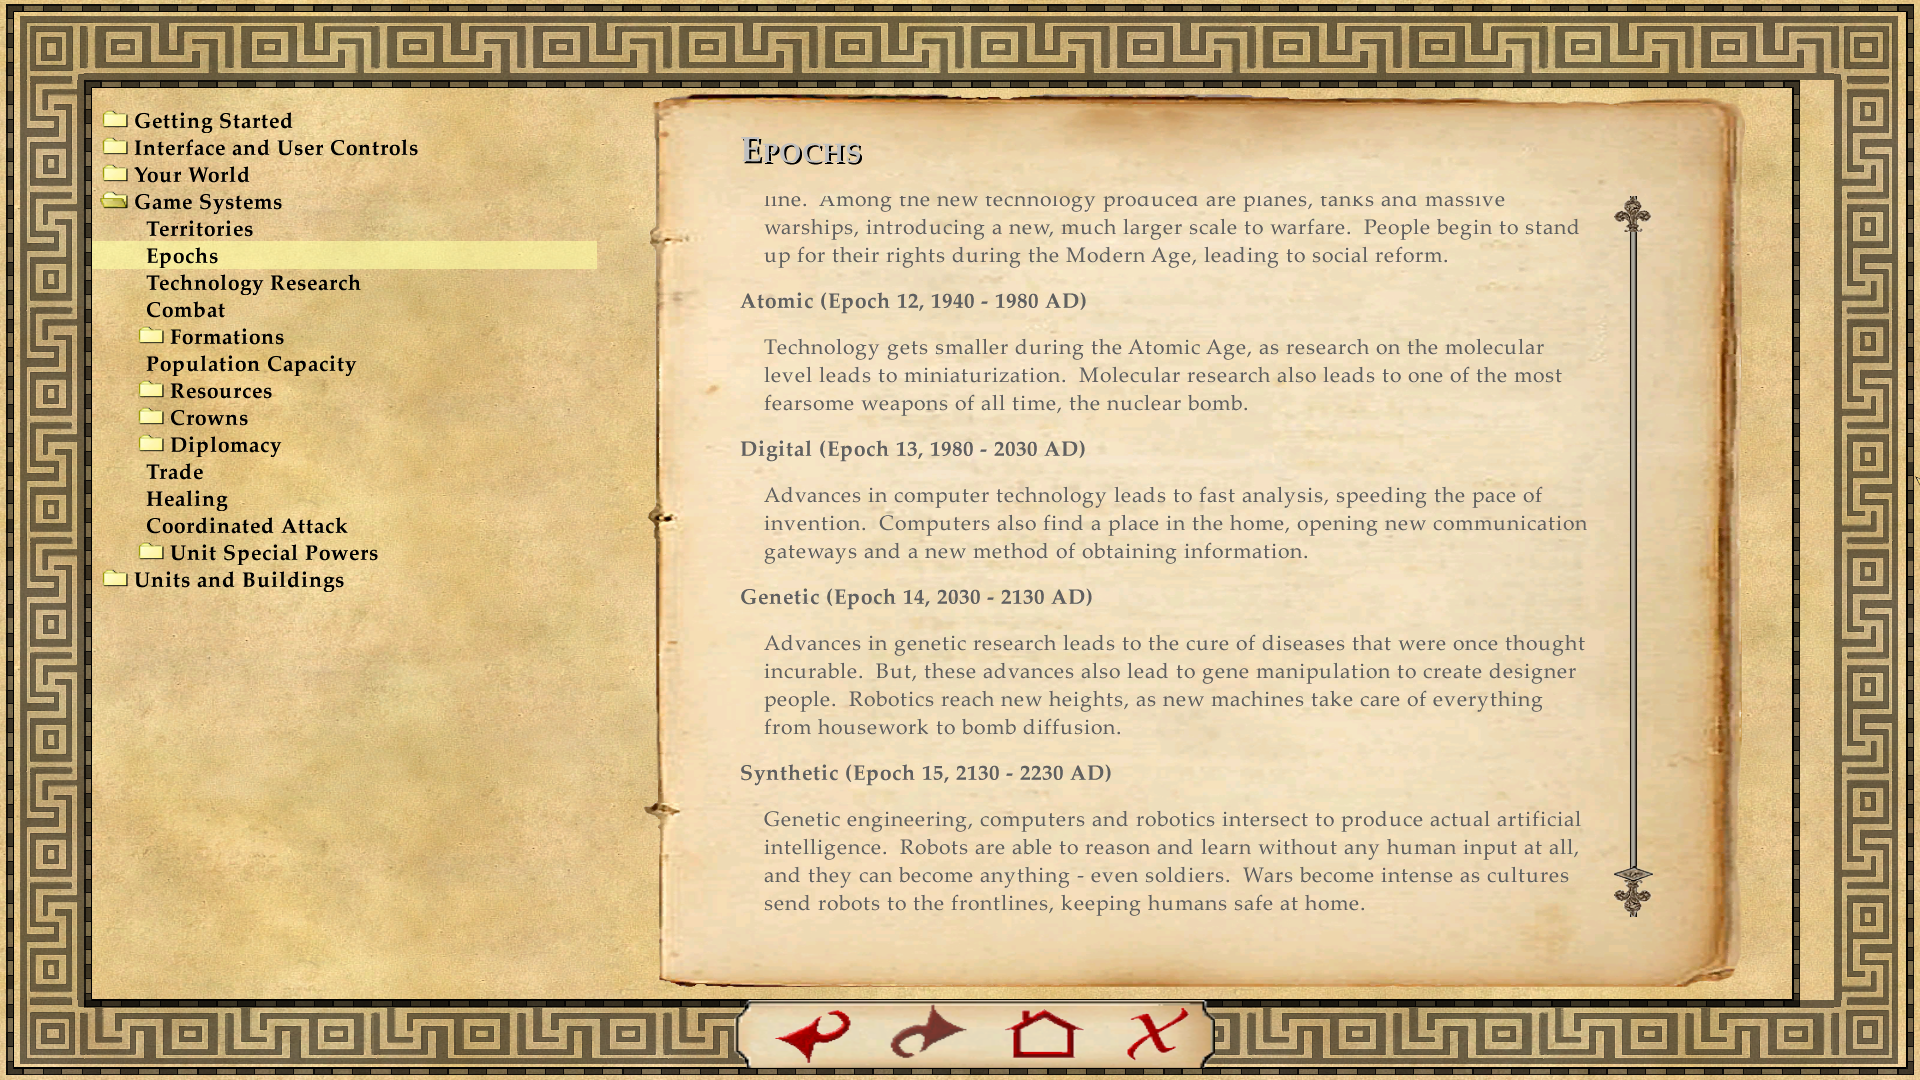 Getting Started
Interface and User Controls
Your World
Game Systems
Territories
Epochs
Technology Research
Combat
Formations
Population Capacity
Resources
Crowns
Diplomacy
Trade
Healing
Coordinated Attack
Unit Special Powers
Units and Buildings
EPOCHS
line.  Among the new technology produced are planes, tanks and massive
warships, introducing a new, much larger scale to warfare.  People begin to stand
up for their rights during the Modern Age, leading to social reform.
Atomic (Epoch 12, 1940 - 1980 AD)
Technology gets smaller during the Atomic Age, as research on the molecular
level leads to miniaturization.  Molecular research also leads to one of the most
fearsome weapons of all time, the nuclear bomb.
Digital (Epoch 13, 1980 - 2030 AD)
Advances in computer technology leads to fast analysis, speeding the pace of
invention.  Computers also find a place in the home, opening new communication
gateways and a new method of obtaining information.
Genetic (Epoch 14, 2030 - 2130 AD)
Advances in genetic research leads to the cure of diseases that were once thought
incurable.  But, these advances also lead to gene manipulation to create designer
people.  Robotics reach new heights, as new machines take care of everything
from housework to bomb diffusion.
Synthetic (Epoch 15, 2130 - 2230 AD)
Genetic engineering, computers and robotics intersect to produce actual artificial
intelligence.  Robots are able to reason and learn without any human input at all,
and they can become anything - even soldiers.  Wars become intense as cultures
send robots to the frontlines, keeping humans safe at home.